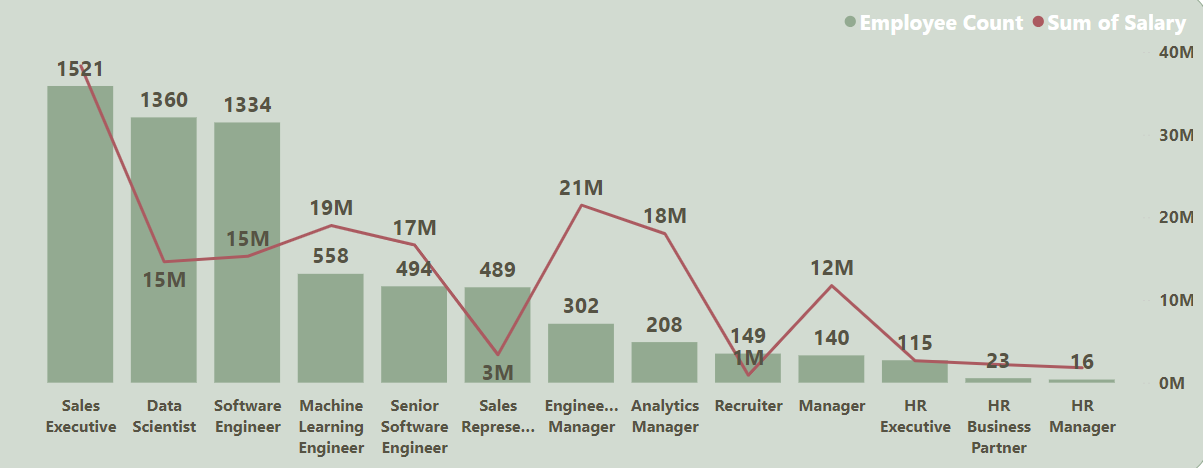 Employee Count Sum of Salary
40M
30M
20M
10M
0M
1521
1360
1334
558
494
489
302
208
149
140
115
23
16
15M
15M
19M
17M
3M
21M
18M
1M
12M
Sales
Executive
Data
Scientist
Software
Engineer
Machine
Learning
Engineer
Senior
Software
Engineer
Sales
Represe...
Enginee...
Manager
Analytics
Manager
Recruiter
Manager
HR
Executive
HR
Business
Partner
HR
Manager